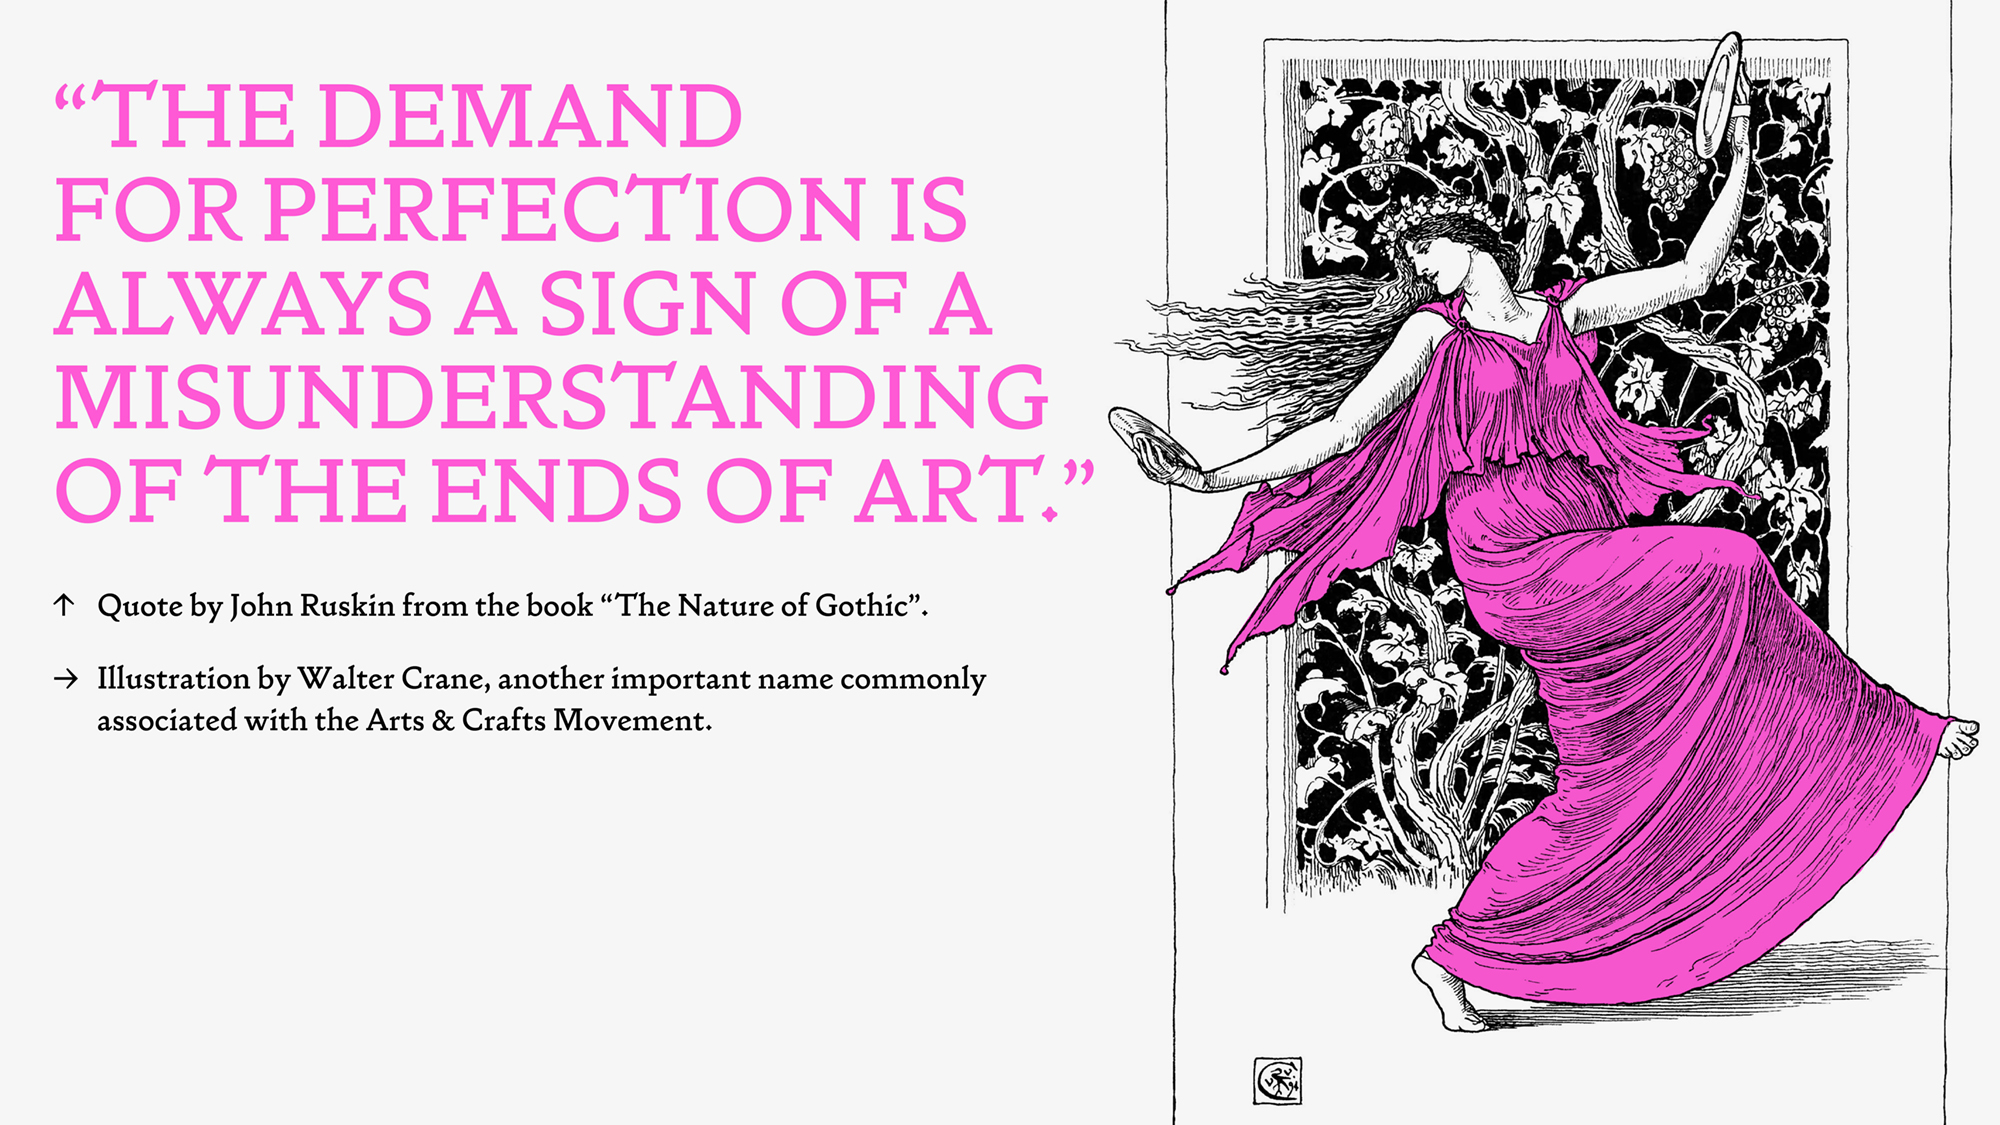 “THE DEMAND
FOR PERFECTION IS
ALWAYS A SIGN OF A
MISUNDERSTANDING
OF THE ENDS OF ART.”
↑ Quote by John Ruskin from the book “The Nature of Gothic”.
→ Illustration by Walter Crane, another important name commonly
associated with the Arts & Crafts Movement.